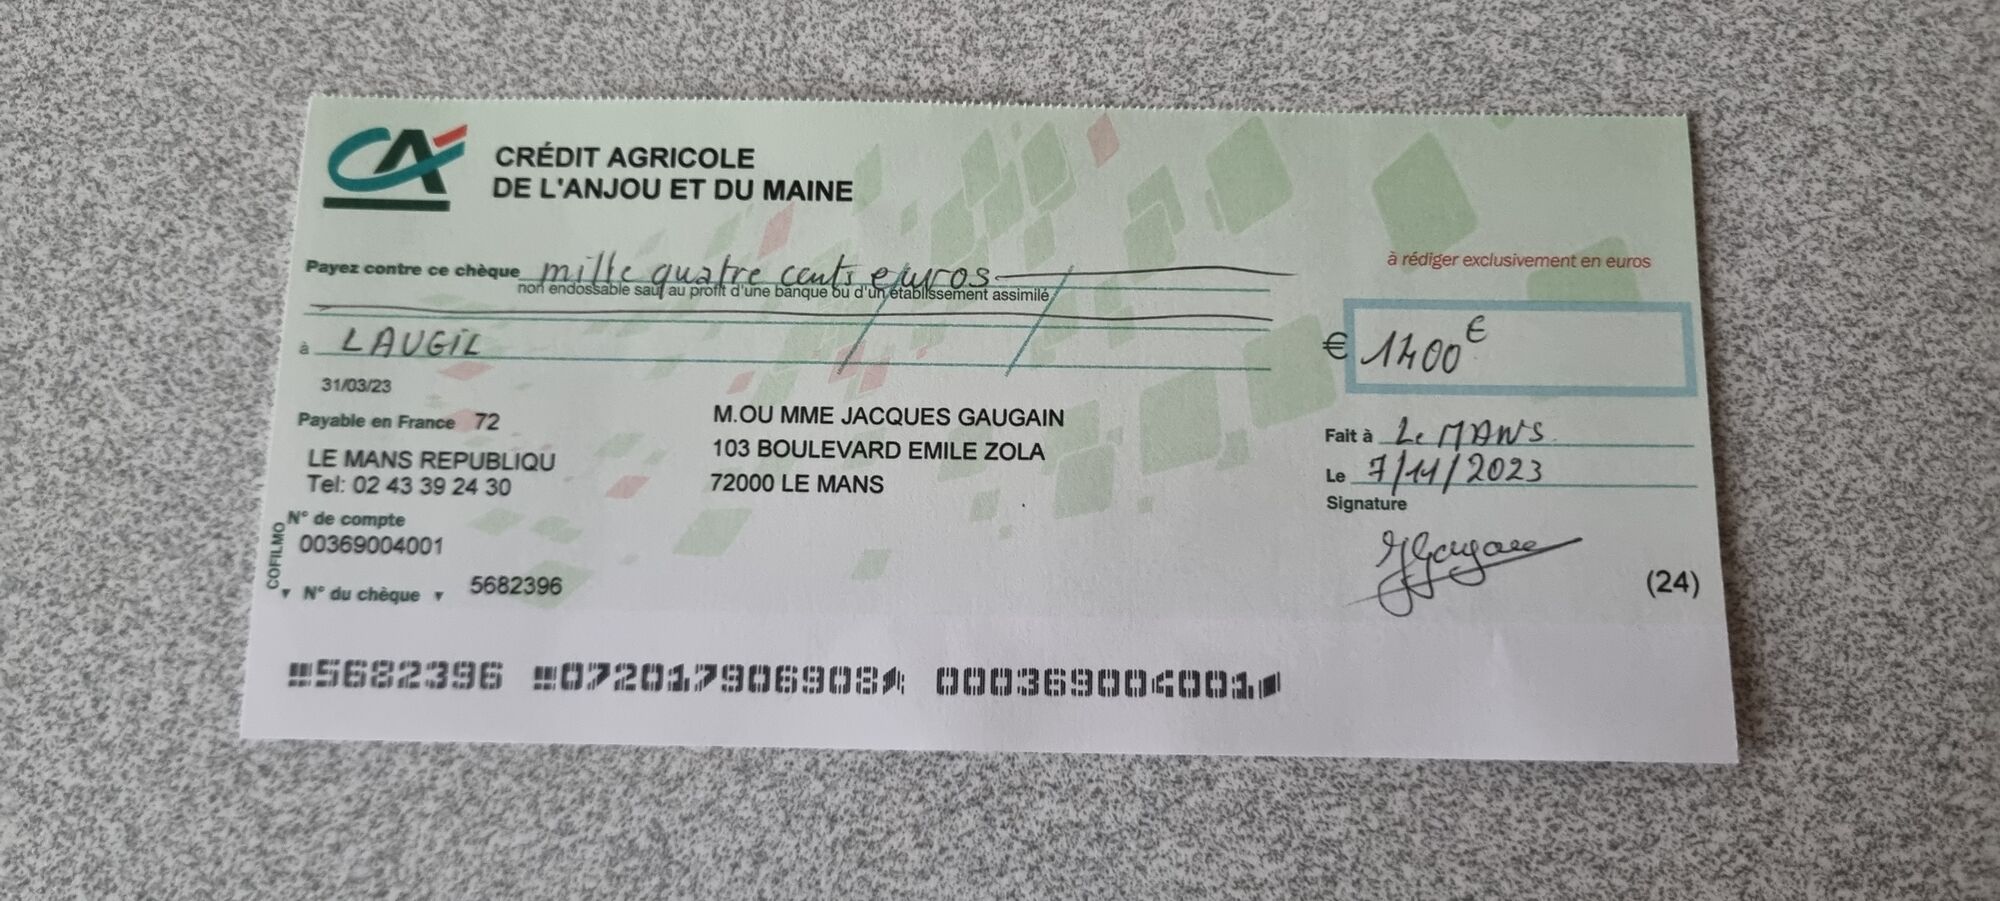 CA
CRÉDIT AGRICOLE
DE L'ANJOU ET DU MAINE
à rédiger exclusivement en euros
Payez contre ce chèque mille quatre cents euros
non endossable sauf au profit d'une banque ou d'un établissement assimilé
€ 1400 €
à LAUGIL
31/03/23
Payable en France 72
LE MANS REPUBLIQU
Tel: 02 43 39 24 30
M.OU MME JACQUES GAUGAIN
103 BOULEVARD EMILE ZOLA
72000 LE MANS
Fait à Le MANS
Le 7/11/2023
Signature
N° de compte
00369004001
COFILMO
N° du chèque 5682396
(24)
5682396 072017906908 000369004001